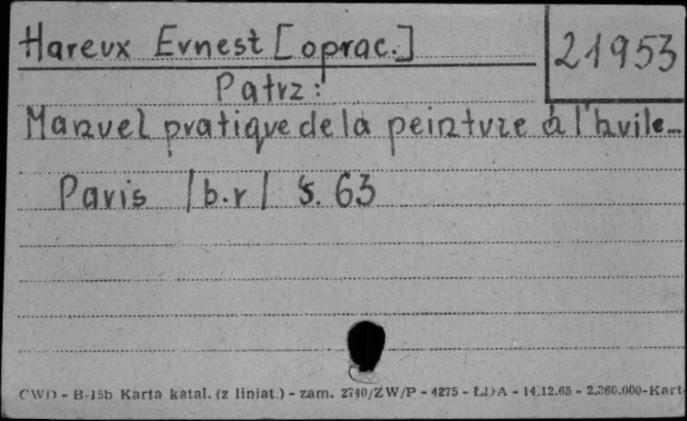 Hareux Ernest [oprac.]
21953
Patrz:
Manuel pratique de la peinture à l'huile...
Paris /b.r/ s. 63
CWD - B-15b Karta katal. (z liniat.) - zam. 2740/ZW/P - 4275 - ŁDA - 14.12.65 - 2.360.000-Kart